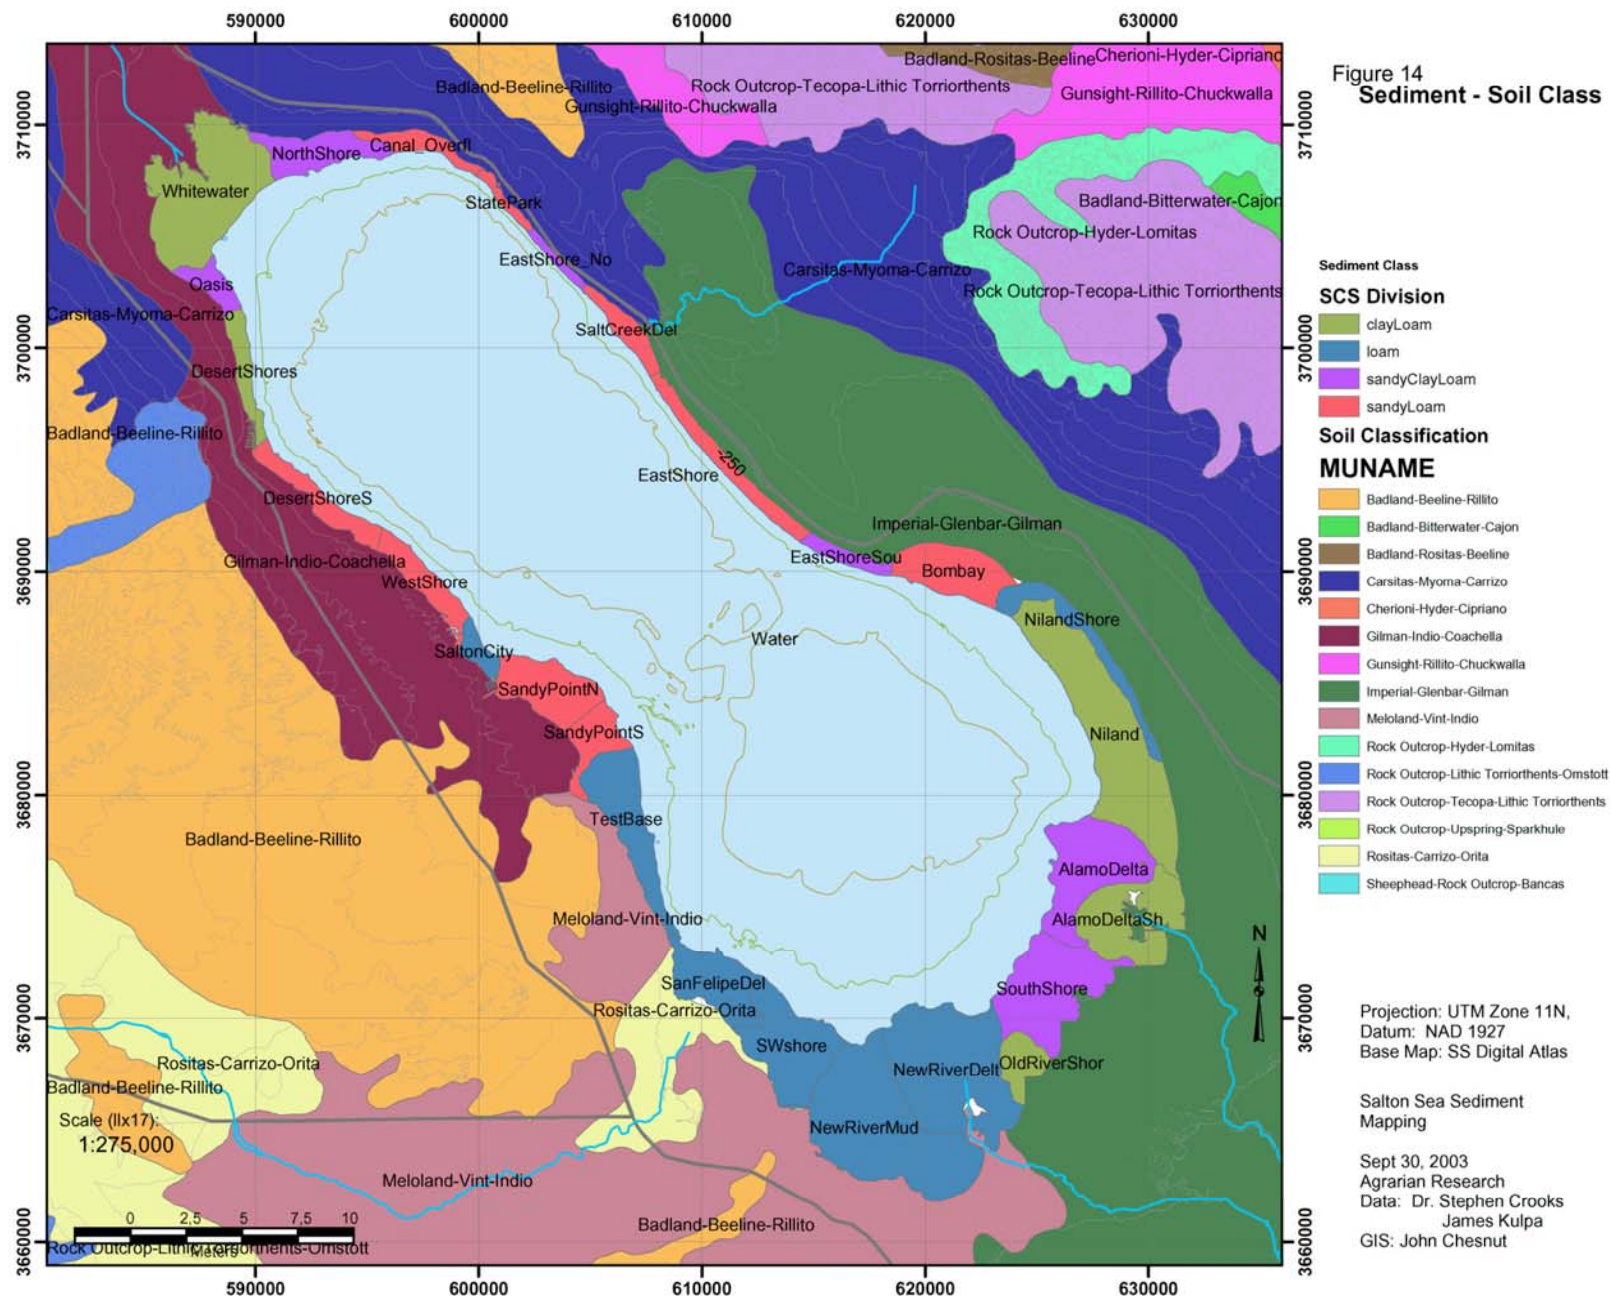 590000 600000 610000 620000 630000
Figure 14
Sediment - Soil Class
Badland-Rositas-Beeline
Cherioni-Hyder-Cipriano
Badland-Beeline-Rillito
Rock Outcrop-Tecopa-Lithic Torriorthents
Gunsight-Rillito-Chuckwalla
Gunsight-Rillito-Chuckwalla
3710000
3710000
Canal_Overfl
NorthShore
Whitewater
StatePark
Badland-Bitterwater-Cajon
Rock Outcrop-Hyder-Lomitas
EastShore_No
Carsitas-Myoma-Carrizo
Oasis
Rock Outcrop-Tecopa-Lithic Torriorthents
Carsitas-Myoma-Carrizo
SaltCreekDel
3700000
3700000
DesertShores
Badland-Beeline-Rillito
-250
EastShore
DesertShoreS
Imperial-Glenbar-Gilman
EastShoreSou
Gilman-Indio-Coachella
Bombay
3690000
3690000
WestShore
NilandShore
Water
SaltonCity
SandyPointN
SandyPointS
Niland
3680000
3680000
TestBase
Badland-Beeline-Rillito
AlamoDelta
Meloland-Vint-Indio
AlamoDeltaSh
N
SanFelipeDel
SouthShore
Rositas-Carrizo-Orita
3670000
3670000
SWshore
Rositas-Carrizo-Orita
NewRiverDelt
OldRiverShor
Badland-Beeline-Rillito
Scale (llx17):
1:275,000
NewRiverMud
Meloland-Vint-Indio
Badland-Beeline-Rillito
0 2,5 5 7,5 10
Meters
Rock Outcrop-Lithic Torriorthents-Omstott
3660000
3660000
590000 600000 610000 620000 630000
Sediment Class
SCS Division
clayLoam
loam
sandyClayLoam
sandyLoam
Soil Classification
MUNAME
Badland-Beeline-Rillito
Badland-Bitterwater-Cajon
Badland-Rositas-Beeline
Carsitas-Myoma-Carrizo
Cherioni-Hyder-Cipriano
Gilman-Indio-Coachella
Gunsight-Rillito-Chuckwalla
Imperial-Glenbar-Gilman
Meloland-Vint-Indio
Rock Outcrop-Hyder-Lomitas
Rock Outcrop-Lithic Torriorthents-Omstott
Rock Outcrop-Tecopa-Lithic Torriorthents
Rock Outcrop-Upspring-Sparkhule
Rositas-Carrizo-Orita
Sheephead-Rock Outcrop-Bancas
Projection: UTM Zone 11N,
Datum: NAD 1927
Base Map: SS Digital Atlas
Salton Sea Sediment
Mapping
Sept 30, 2003
Agrarian Research
Data: Dr. Stephen Crooks
James Kulpa
GIS: John Chesnut